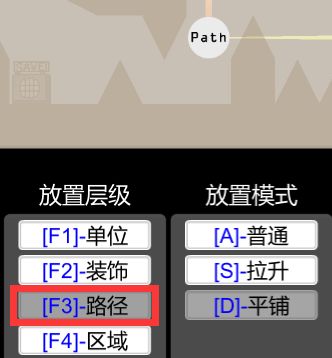 Path
SAVE!
放置层级
放置模式
[F1]-单位
[A]-普通
[F2]-装饰
[S]-拉升
[F3]-路径
[D]-平铺
[F4]-区域